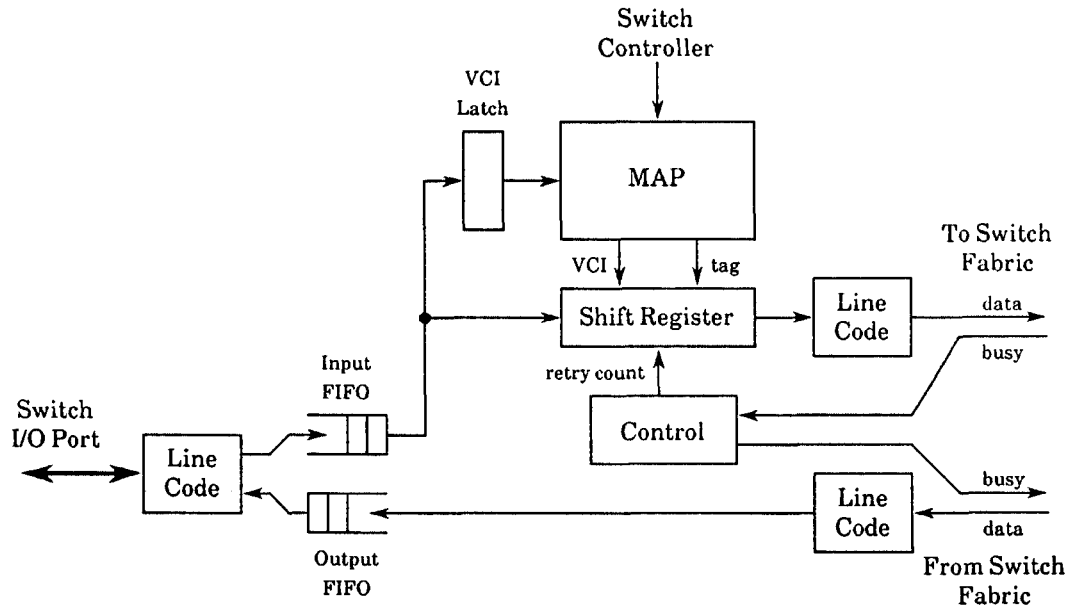 Switch
Controller
VCI
Latch
MAP
VCI
tag
To Switch
Fabric
Shift Register
Line
Code
data
busy
Input
FIFO
retry count
Control
Switch
I/O Port
Line
Code
busy
Line
Code
data
Output
FIFO
From Switch
Fabric